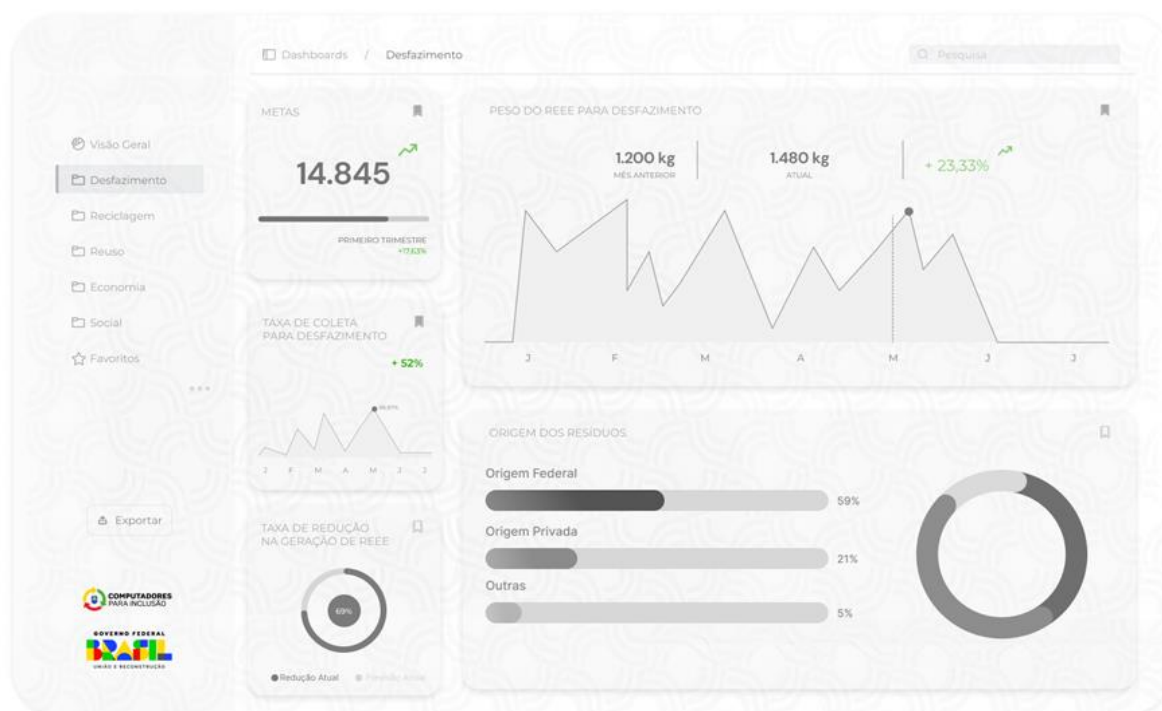 Dashboards / Desfazimento
Pesquisa
Visão Geral
Desfazimento
Reciclagem
Reuso
Economia
Social
Favoritos
Exportar
COMPUTADORES
PARA INCLUSÃO
GOVERNO FEDERAL
BRASIL
UNIÃO E RECONSTRUÇÃO
METAS
14.845
PRIMEIRO TRIMESTRE
+17,63%
TAXA DE COLETA
PARA DESFAZIMENTO
+ 52%
J F M A M J J
TAXA DE REDUÇÃO
NA GERAÇÃO DE REEE
69%
Redução Atual
PESO DO REEE PARA DESFAZIMENTO
1.200 kg
MÊS ANTERIOR
1.480 kg
ATUAL
+ 23,33%
J F M A M J J
ORIGEM DOS RESÍDUOS
Origem Federal
59%
Origem Privada
21%
Outras
5%